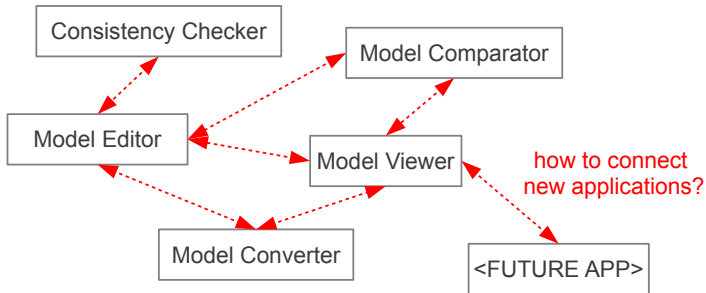 Consistency Checker
Model Comparator
Model Editor
Model Viewer
how to connect
new applications?
Model Converter
<FUTURE APP>